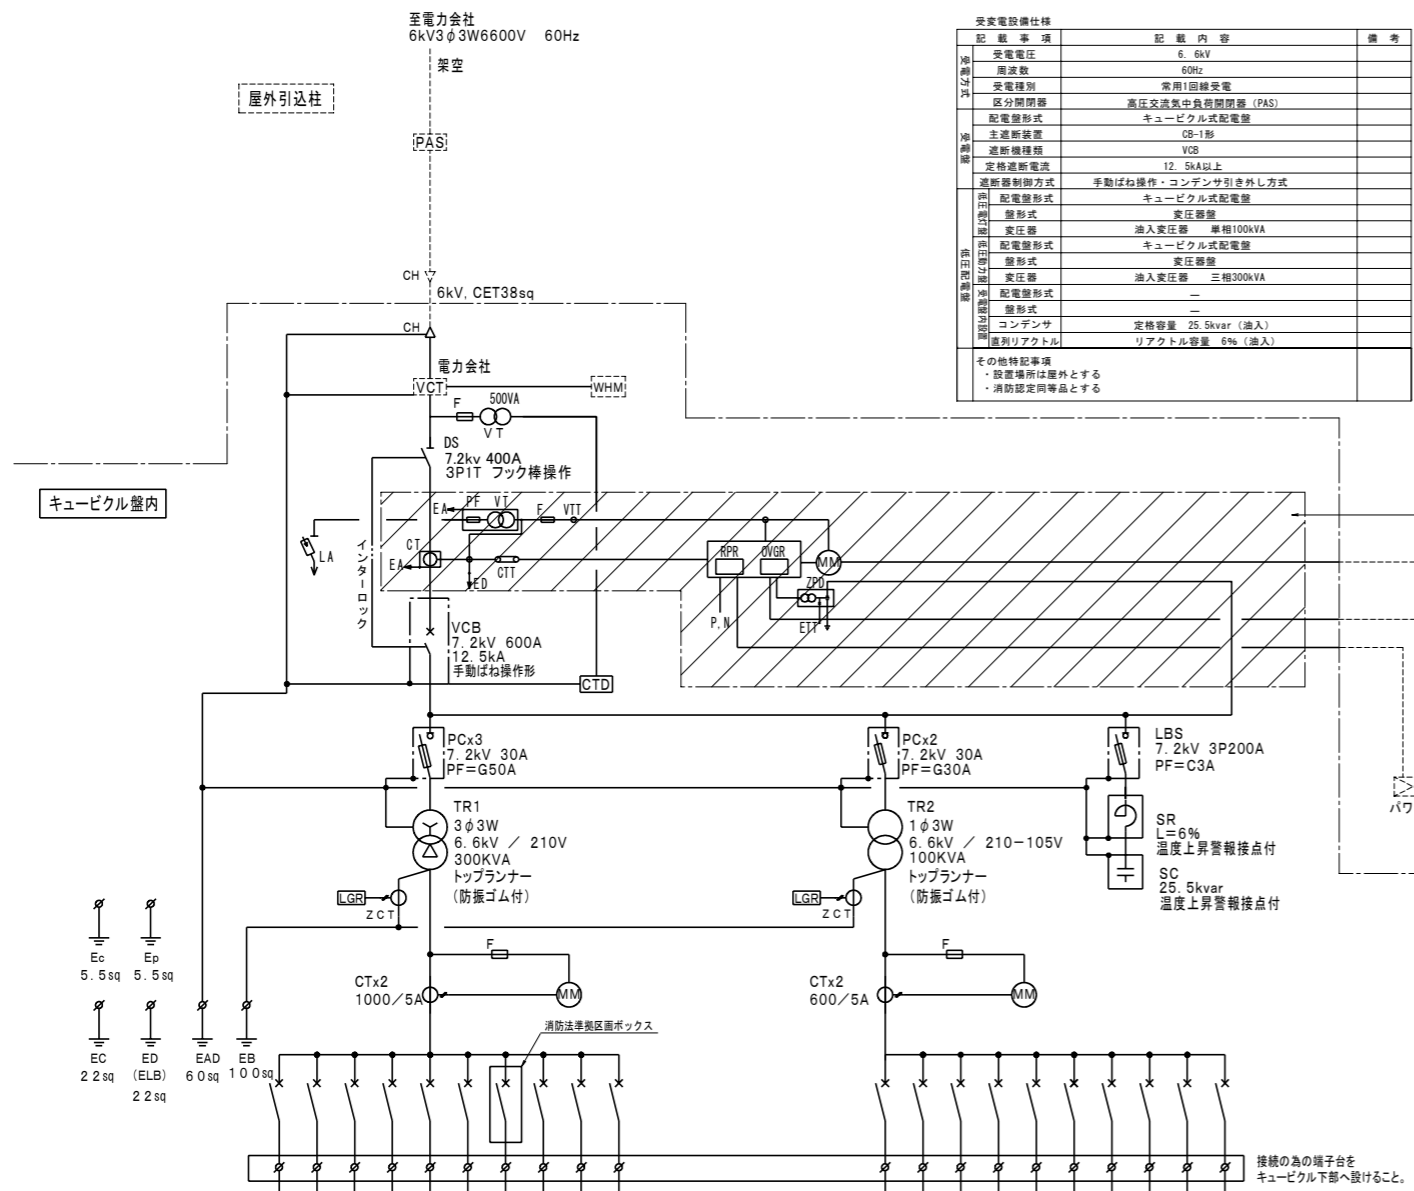 至電力会社
6kV3φ3W6600V 60Hz
架空
屋外引込柱
PAS
CH
6kV, CET38sq
CH
電力会社
VCT
WHM
F
500VA
VT
DS
7.2kv 400A
3P1T フック棒操作
キュービクル盤内
受変電設備仕様
記載事項 記載内容 備考
受電方式
受電電圧 6. 6kV
周波数 60Hz
受電種別 常用1回線受電
区分開閉器 高圧交流気中負荷開閉器 (PAS)
受電盤
配電盤形式 キュービクル式配電盤
主遮断装置 CB-1形
遮断機種類 VCB
定格遮断電流 12. 5kA以上
遮断器制御方式 手動ばね操作・コンデンサ引き外し方式
低圧配電盤
低圧電灯盤
配電盤形式 キュービクル式配電盤
盤形式 変圧器盤
変圧器 油入変圧器 単相100kVA
低圧動力盤
配電盤形式 キュービクル式配電盤
盤形式 変圧器盤
変圧器 油入変圧器 三相300kVA
受電盤内設置
配電盤形式 —
盤形式 —
コンデンサ 定格容量 25.5kvar (油入)
直列リアクトル リアクトル容量 6% (油入)
その他特記事項
・設置場所は屋外とする
・消防認定同等品とする
EA PF VT F VTT
LA
インターロック
CT
EA
CTT
ED
RPR OVGR MM
ZPD
P,N
ETT
VCB
7.2kV 600A
12.5kA
手動ばね操作形
CTD
PCx3
7.2kV 30A
PF=G50A
PCx2
7.2kV 30A
PF=G30A
LBS
7.2kV 3P200A
PF=C3A
パワ
TR1
3φ3W
6.6kV / 210V
300KVA
トップランナー
(防振ゴム付)
TR2
1φ3W
6.6kV / 210-105V
100KVA
トップランナー
(防振ゴム付)
SR
L=6%
温度上昇警報接点付
SC
25.5kvar
温度上昇警報接点付
LGR
ZCT
LGR
ZCT
Ec
5.5sq
Ep
5.5sq
F
CTx2
1000/5A
MM
F
CTx2
600/5A
MM
消防法準拠区画ボックス
EC
22sq
ED
(ELB)
22sq
EAD
60sq
EB
100sq
接続の為の端子台を
キュービクル下部へ設けること。